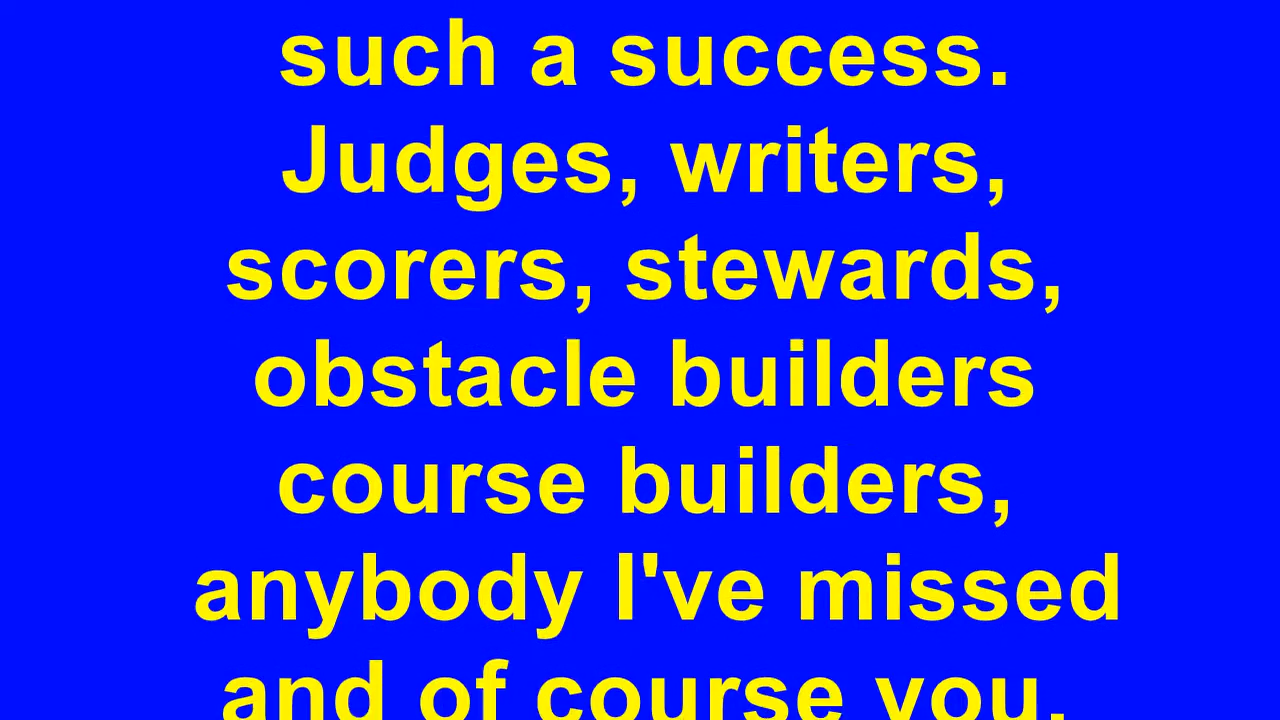 such a success.
Judges, writers,
scorers, stewards,
obstacle builders
course builders,
anybody I've missed
and of course you,